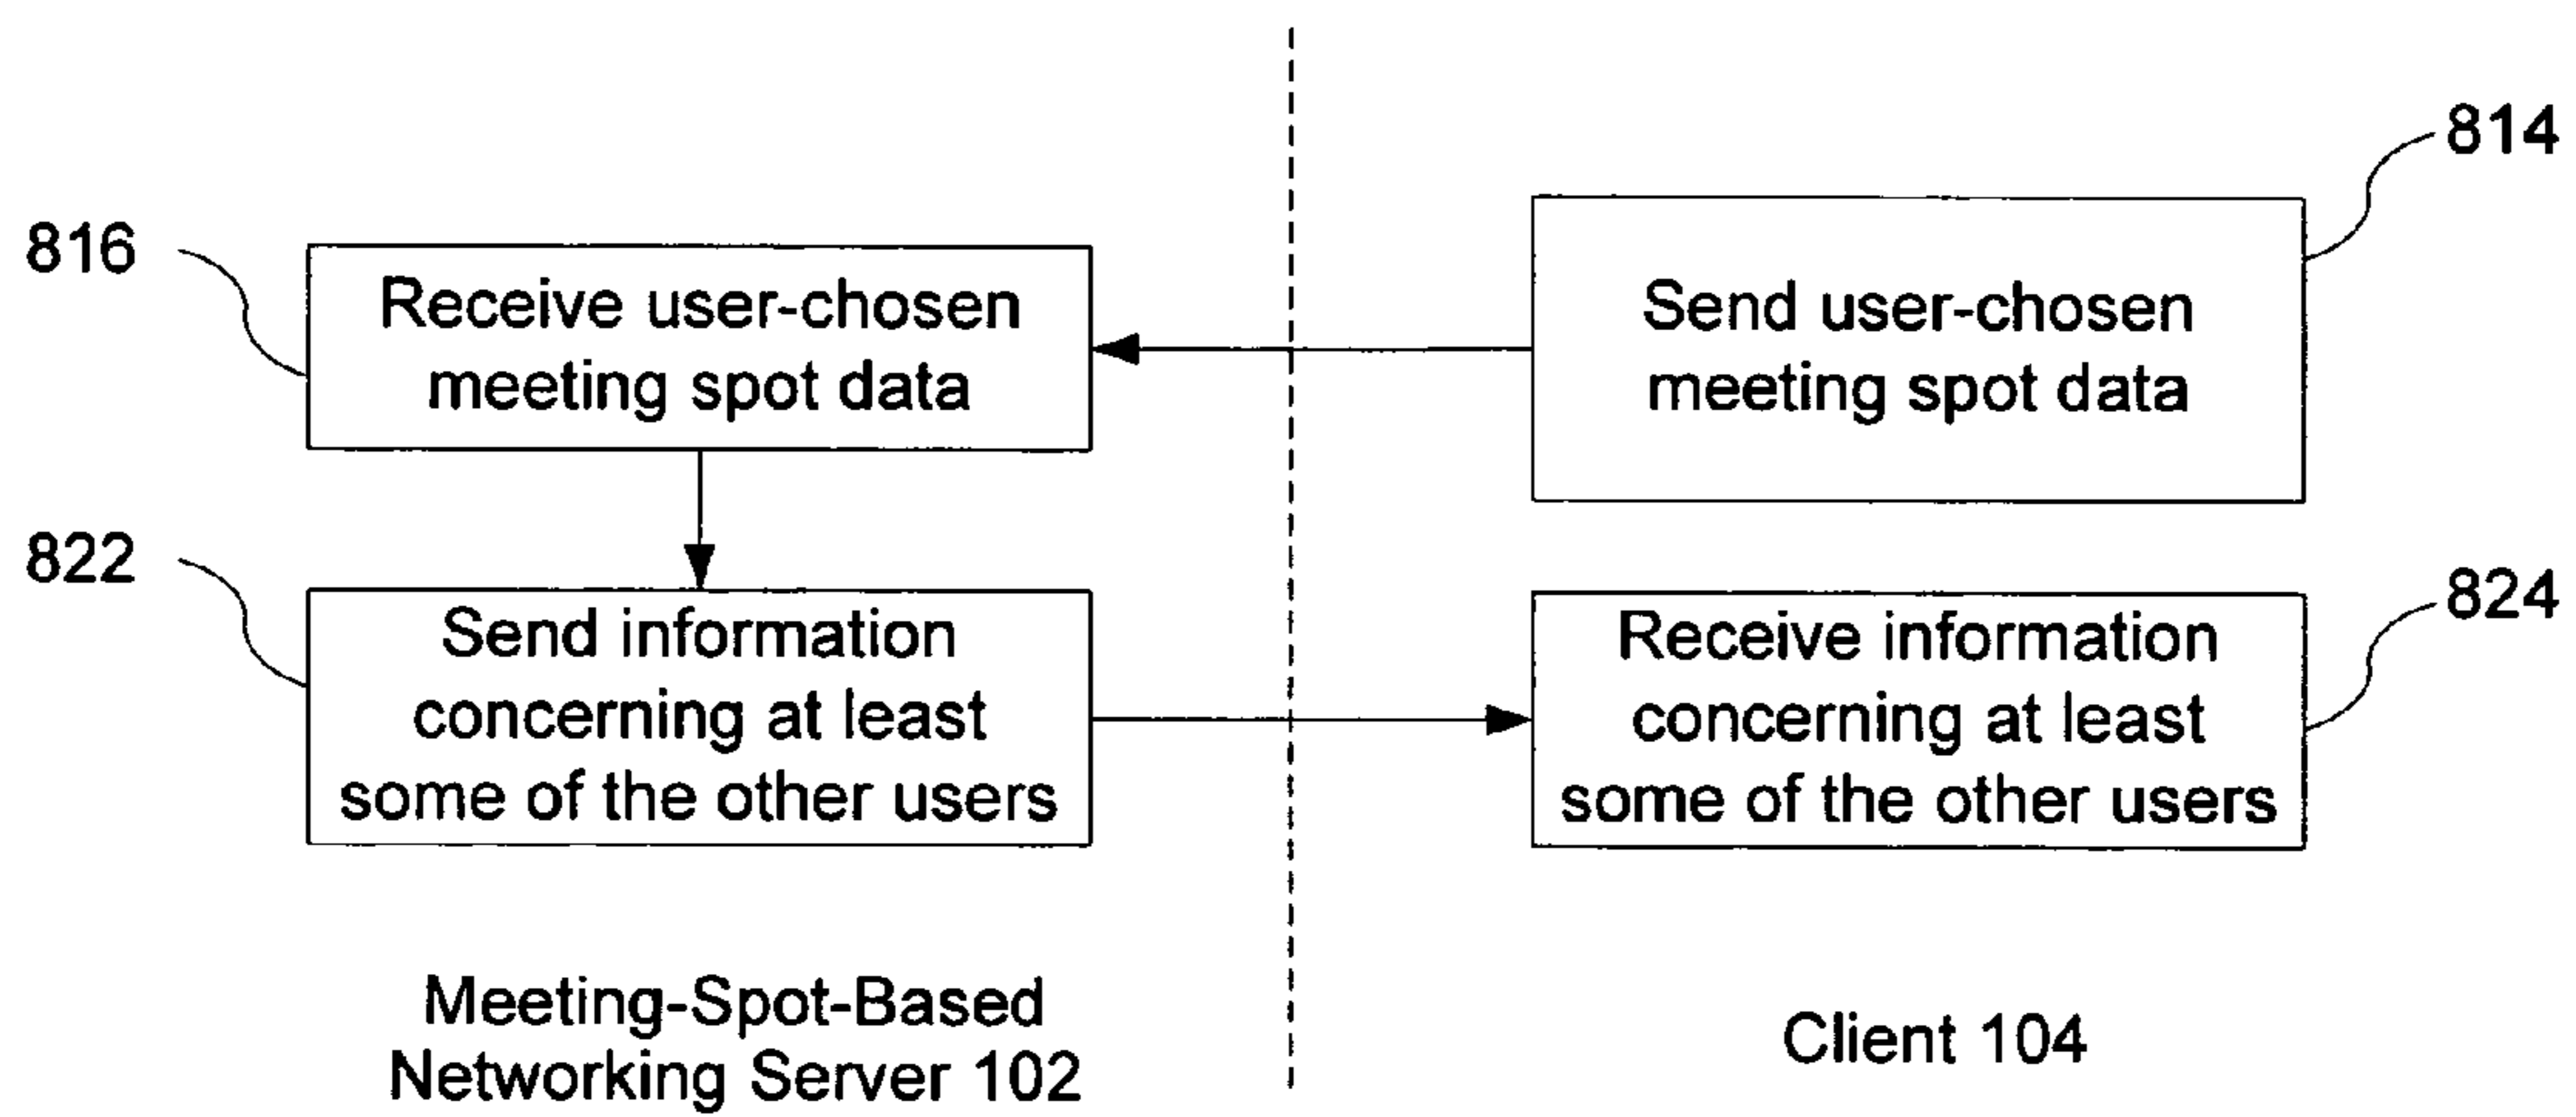 814
816
Receive user-chosen
meeting spot data
Send user-chosen
meeting spot data
822
824
Send information
concerning at least
some of the other users
Receive information
concerning at least
some of the other users
Meeting-Spot-Based
Networking Server 102
Client 104